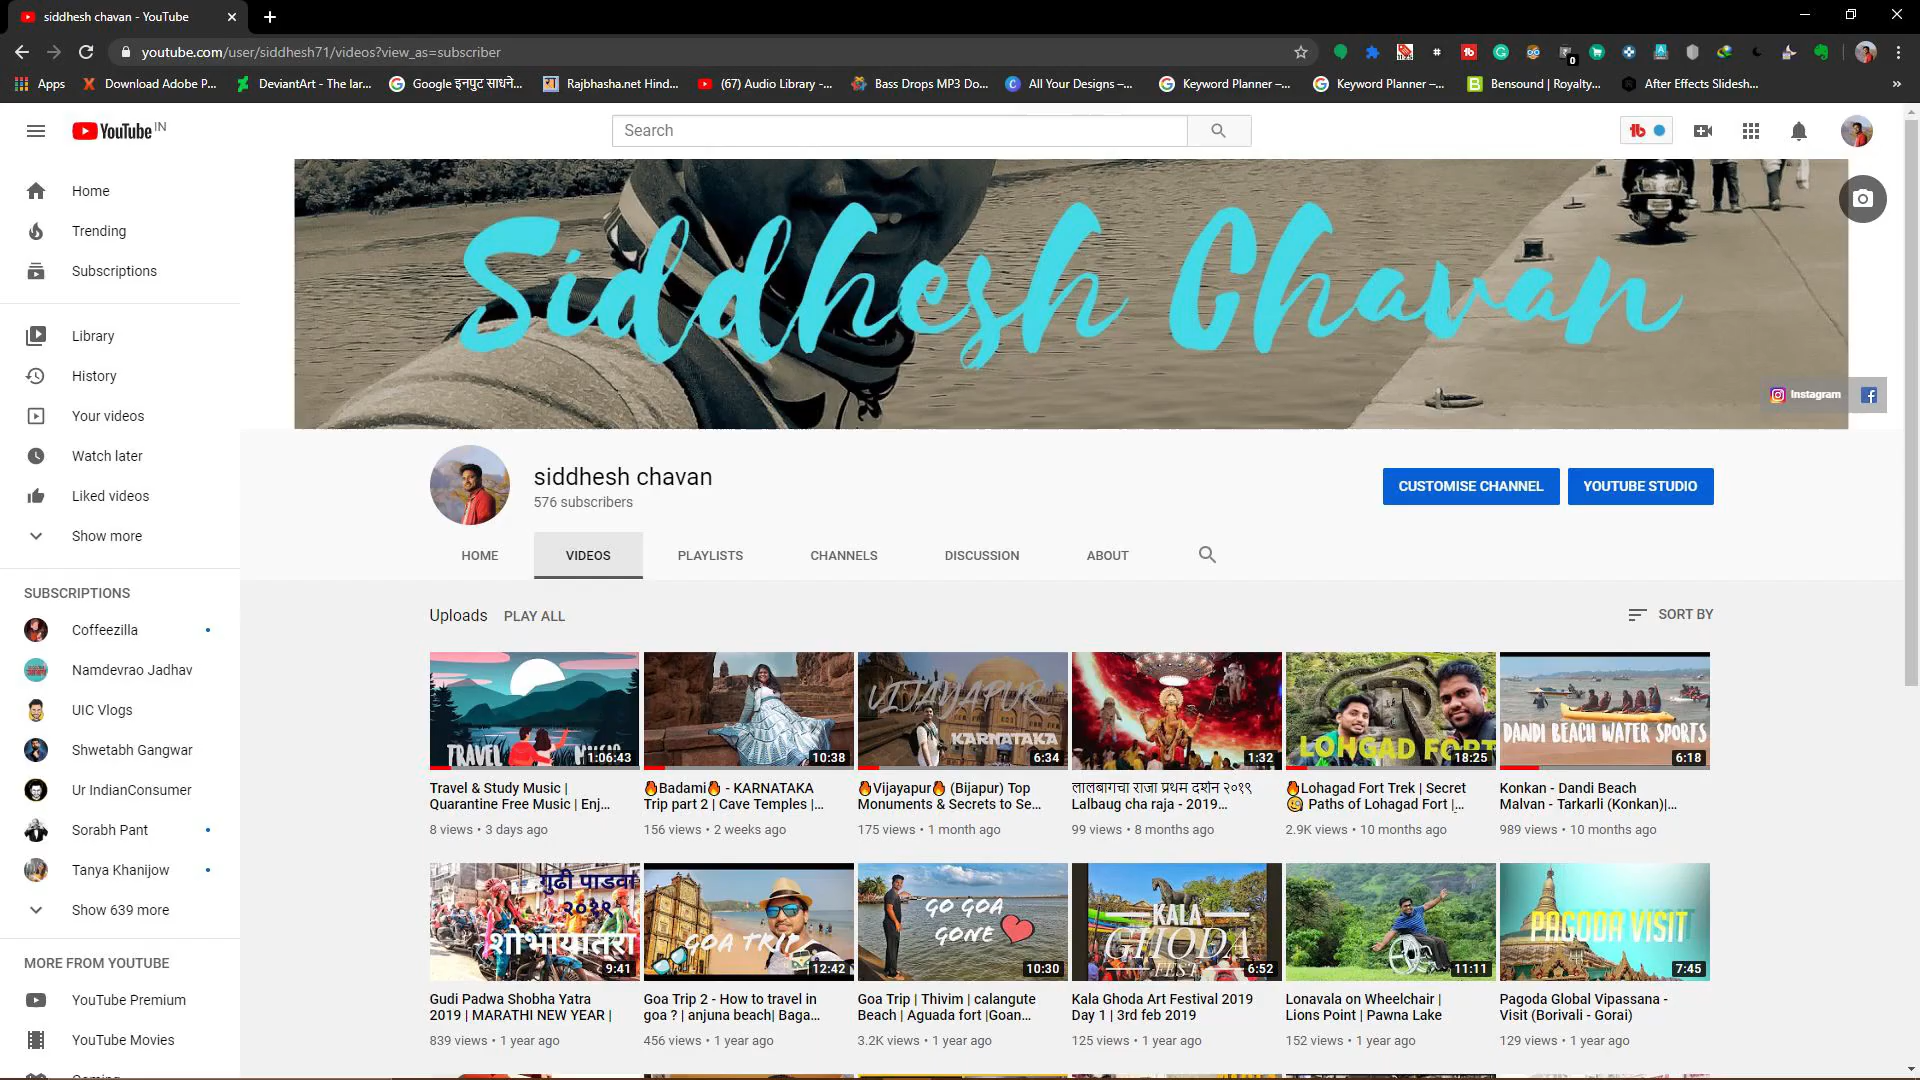 siddhesh chavan - YouTube
youtube.com/user/siddhesh71/videos?view_as=subscriber
Apps
Download Adobe P...
DeviantArt - The lar...
Google इनपुट साधने...
Rajbhasha.net Hind...
(67) Audio Library -...
Bass Drops MP3 Do...
All Your Designs –...
Keyword Planner –...
Keyword Planner –...
Bensound | Royalty...
After Effects Slidesh...
YouTube IN
Search
Home
Trending
Subscriptions
Library
History
Your videos
Watch later
Liked videos
Show more
SUBSCRIPTIONS
Coffeezilla
Namdevrao Jadhav
UIC Vlogs
Shwetabh Gangwar
Ur IndianConsumer
Sorabh Pant
Tanya Khanijow
Show 639 more
MORE FROM YOUTUBE
YouTube Premium
YouTube Movies
Siddhesh Chavan
Instagram
siddhesh chavan
576 subscribers
CUSTOMISE CHANNEL
YOUTUBE STUDIO
HOME
VIDEOS
PLAYLISTS
CHANNELS
DISCUSSION
ABOUT
Uploads
PLAY ALL
SORT BY
TRAVEL MUSIC
1:06:43
Travel & Study Music |
Quarantine Free Music | Enj...
8 views • 3 days ago
10:38
🔥Badami🔥 - KARNATAKA
Trip part 2 | Cave Temples |...
156 views • 2 weeks ago
VIJAYAPUR
KARNATAKA
6:34
🔥Vijayapur🔥 (Bijapur) Top
Monuments & Secrets to Se...
175 views • 1 month ago
1:32
लालबागचा राजा प्रथम दर्शन २०१९
Lalbaug cha raja - 2019...
99 views • 8 months ago
LOHGAD FORT
18:25
🔥Lohagad Fort Trek | Secret
Paths of Lohagad Fort |...
2.9K views • 10 months ago
DANDI BEACH WATER SPORTS
6:18
Konkan - Dandi Beach
Malvan - Tarkarli (Konkan)|...
989 views • 10 months ago
गुढी पाडवा
२०१९
शोभायात्रा
9:41
Gudi Padwa Shobha Yatra
2019 | MARATHI NEW YEAR |
839 views • 1 year ago
GOA TRIP
12:42
Goa Trip 2 - How to travel in
goa ? | anjuna beach| Baga...
456 views • 1 year ago
GO GOA
GONE
10:30
Goa Trip | Thivim | calangute
Beach | Aguada fort |Goan...
3.2K views • 1 year ago
KALA
GHODA
FEST
6:52
Kala Ghoda Art Festival 2019
Day 1 | 3rd feb 2019
125 views • 1 year ago
11:11
Lonavala on Wheelchair |
Lions Point | Pawna Lake
152 views • 1 year ago
PAGODA VISIT
7:45
Pagoda Global Vipassana -
Visit (Borivali - Gorai)
129 views • 1 year ago